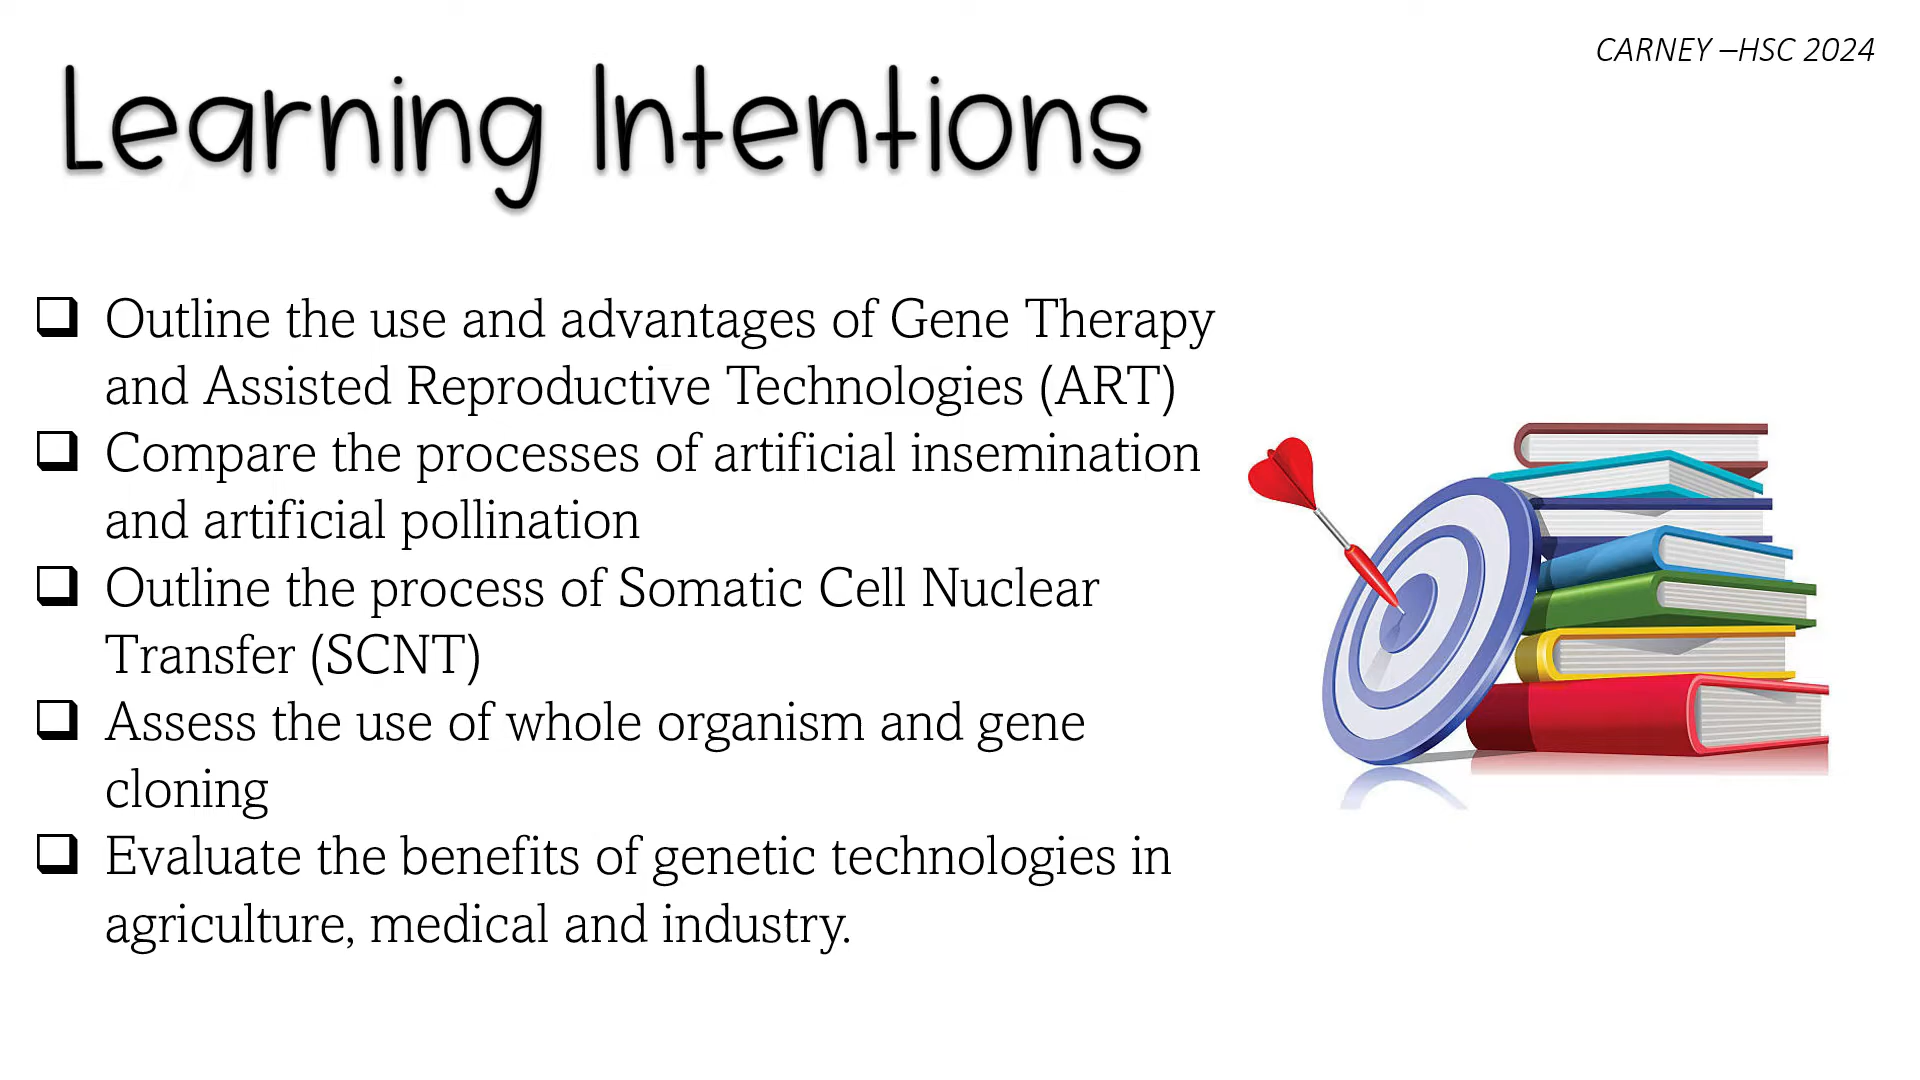 CARNEY –HSC 2024
Learning Intentions
Outline the use and advantages of Gene Therapy
and Assisted Reproductive Technologies (ART)
Compare the processes of artificial insemination
and artificial pollination
Outline the process of Somatic Cell Nuclear
Transfer (SCNT)
Assess the use of whole organism and gene
cloning
Evaluate the benefits of genetic technologies in
agriculture, medical and industry.